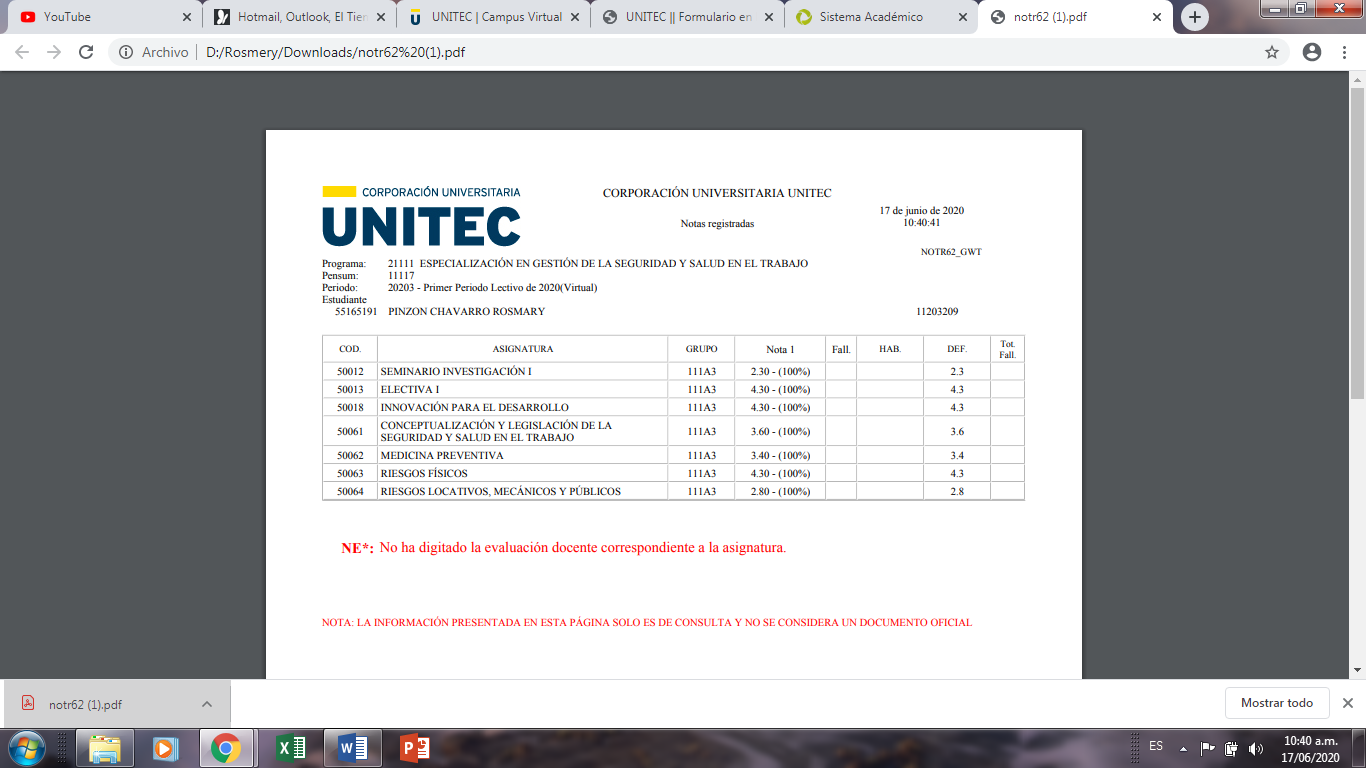 YouTube
Hotmail, Outlook, El Tien
UNITEC | Campus Virtual
UNITEC || Formulario en
Sistema Académico
notr62 (1).pdf
Archivo | D:/Rosmery/Downloads/notr62%20(1).pdf
CORPORACIÓN UNIVERSITARIA
UNITEC
CORPORACIÓN UNIVERSITARIA UNITEC
Notas registradas
17 de junio de 2020
10:40:41
NOTR62_GWT
Programa: 21111 ESPECIALIZACIÓN EN GESTIÓN DE LA SEGURIDAD Y SALUD EN EL TRABAJO
Pensum: 11117
Periodo: 20203 - Primer Periodo Lectivo de 2020(Virtual)
Estudiante
55165191 PINZON CHAVARRO ROSMARY 11203209
COD. ASIGNATURA GRUPO Nota 1 Fall. HAB. DEF. Tot. Fall.
50012 SEMINARIO INVESTIGACIÓN I 111A3 2.30 - (100%) 2.3
50013 ELECTIVA I 111A3 4.30 - (100%) 4.3
50018 INNOVACIÓN PARA EL DESARROLLO 111A3 4.30 - (100%) 4.3
50061 CONCEPTUALIZACIÓN Y LEGISLACIÓN DE LA
SEGURIDAD Y SALUD EN EL TRABAJO 111A3 3.60 - (100%) 3.6
50062 MEDICINA PREVENTIVA 111A3 3.40 - (100%) 3.4
50063 RIESGOS FÍSICOS 111A3 4.30 - (100%) 4.3
50064 RIESGOS LOCATIVOS, MECÁNICOS Y PÚBLICOS 111A3 2.80 - (100%) 2.8
NE*: No ha digitado la evaluación docente correspondiente a la asignatura.
NOTA: LA INFORMACIÓN PRESENTADA EN ESTA PÁGINA SOLO ES DE CONSULTA Y NO SE CONSIDERA UN DOCUMENTO OFICIAL
notr62 (1).pdf
Mostrar todo
ES
10:40 a.m.
17/06/2020